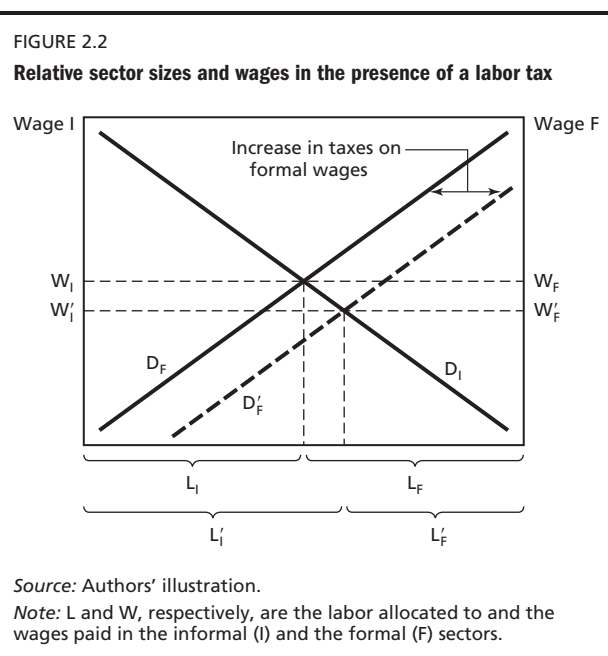 FIGURE 2.2
Relative sector sizes and wages in the presence of a labor tax
Wage I
Wage F
Increase in taxes on
formal wages
W_I
W_F
W′_I
W′_F
D_F
D_I
D′_F
L_I
L_F
L′_I
L′_F
Source: Authors’ illustration.
Note: L and W, respectively, are the labor allocated to and the
wages paid in the informal (I) and the formal (F) sectors.